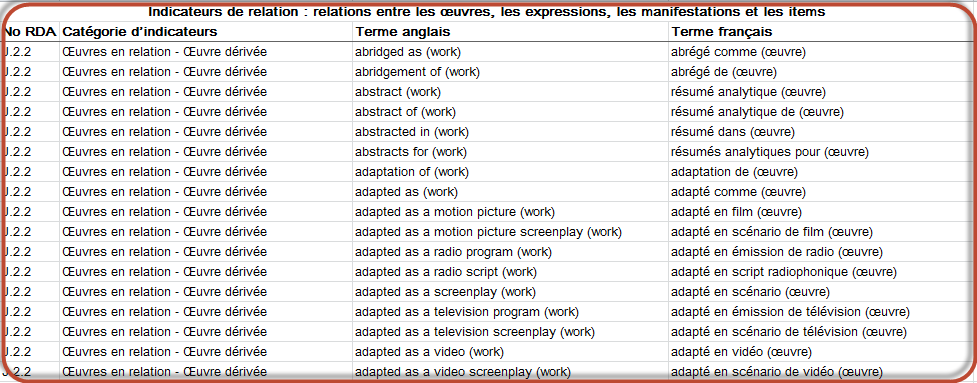 Indicateurs de relation : relations entre les œuvres, les expressions, les manifestations et les items
No RDA Catégorie d'indicateurs Terme anglais Terme français
J.2.2 Œuvres en relation - Œuvre dérivée abridged as (work) abrégé comme (œuvre)
J.2.2 Œuvres en relation - Œuvre dérivée abridgement of (work) abrégé de (œuvre)
J.2.2 Œuvres en relation - Œuvre dérivée abstract (work) résumé analytique (œuvre)
J.2.2 Œuvres en relation - Œuvre dérivée abstract of (work) résumé analytique de (œuvre)
J.2.2 Œuvres en relation - Œuvre dérivée abstracted in (work) résumé dans (œuvre)
J.2.2 Œuvres en relation - Œuvre dérivée abstracts for (work) résumés analytiques pour (œuvre)
J.2.2 Œuvres en relation - Œuvre dérivée adaptation of (work) adaptation de (œuvre)
J.2.2 Œuvres en relation - Œuvre dérivée adapted as (work) adapté comme (œuvre)
J.2.2 Œuvres en relation - Œuvre dérivée adapted as a motion picture (work) adapté en film (œuvre)
J.2.2 Œuvres en relation - Œuvre dérivée adapted as a motion picture screenplay (work) adapté en scénario de film (œuvre)
J.2.2 Œuvres en relation - Œuvre dérivée adapted as a radio program (work) adapté en émission de radio (œuvre)
J.2.2 Œuvres en relation - Œuvre dérivée adapted as a radio script (work) adapté en script radiophonique (œuvre)
J.2.2 Œuvres en relation - Œuvre dérivée adapted as a screenplay (work) adapté en scénario (œuvre)
J.2.2 Œuvres en relation - Œuvre dérivée adapted as a television program (work) adapté en émission de télévision (œuvre)
J.2.2 Œuvres en relation - Œuvre dérivée adapted as a television screenplay (work) adapté en scénario de télévision (œuvre)
J.2.2 Œuvres en relation - Œuvre dérivée adapted as a video (work) adapté en vidéo (œuvre)
J.2.2 Œuvres en relation - Œuvre dérivée adapted as a video screenplay (work) adapté en scénario de vidéo (œuvre)